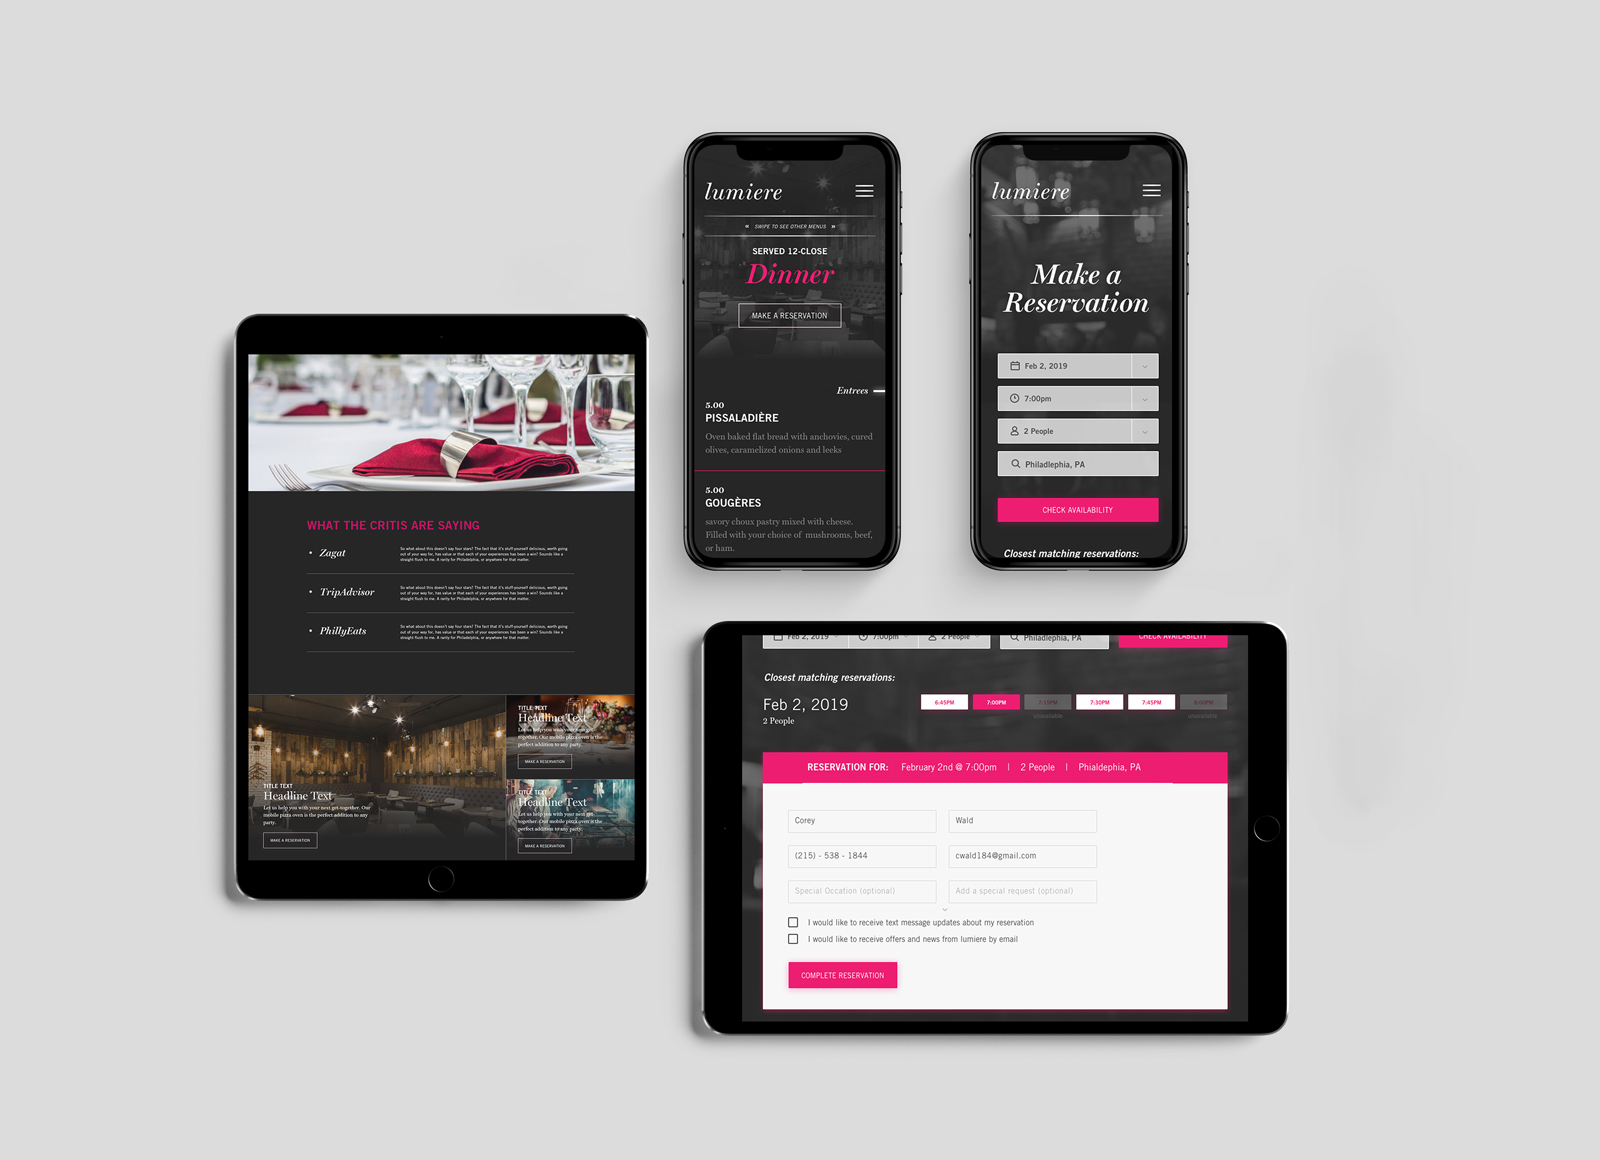 WHAT THE CRITIS ARE SAYING
• Zagat
So what about this doesn't say four stars? The fact that it's stuff-yourself delicious, worth going
out of your way for, has value or that each of your experiences has been a win? Sounds like a
straight flush to me. A rarity for Philadelphia, or anywhere for that matter.
• TripAdvisor
So what about this doesn't say four stars? The fact that it's stuff-yourself delicious, worth going
out of your way for, has value or that each of your experiences has been a win? Sounds like a
straight flush to me. A rarity for Philadelphia, or anywhere for that matter.
• PhillyEats
So what about this doesn't say four stars? The fact that it's stuff-yourself delicious, worth going
out of your way for, has value or that each of your experiences has been a win? Sounds like a
straight flush to me. A rarity for Philadelphia, or anywhere for that matter.
TITLE TEXT
Headline Text
Let us help you with your next get-together. Our
mobile pizza oven is the perfect addition to any
party.
MAKE A RESERVATION
TITLE TEXT
Headline Text
Let us help you with your next get-
together. Our mobile pizza oven is the
perfect addition to any party.
MAKE A RESERVATION
TITLE TEXT
Headline Text
Let us help you with your next get-
together. Our mobile pizza oven is the
perfect addition to any party.
MAKE A RESERVATION
lumiere
« SWIPE TO SEE OTHER MENUS »
SERVED 12-CLOSE
Dinner
MAKE A RESERVATION
Entrees
5.00
PISSALADIÈRE
Oven baked flat bread with anchovies, cured
olives, caramelized onions and leeks
5.00
GOUGÈRES
savory choux pastry mixed with cheese.
Filled with your choice of mushrooms, beef,
or ham.
lumiere
Make a
Reservation
Feb 2, 2019
7:00pm
2 People
Philadlephia, PA
CHECK AVAILABILITY
Closest matching reservations:
Feb 2, 2019 7:00pm 2 People Philadlephia, PA CHECK AVAILABILITY
Closest matching reservations:
Feb 2, 2019
2 People
6:45PM 7:00PM 7:15PM 7:30PM 7:45PM 8:00PM
unavailable unavailable
RESERVATION FOR: February 2nd @ 7:00pm | 2 People | Phialdephia, PA
Corey Wald
(215) - 538 - 1844 cwald184@gmail.com
Special Occation (optional) Add a special request (optional)
I would like to receive text message updates about my reservation
I would like to receive offers and news from lumiere by email
COMPLETE RESERVATION